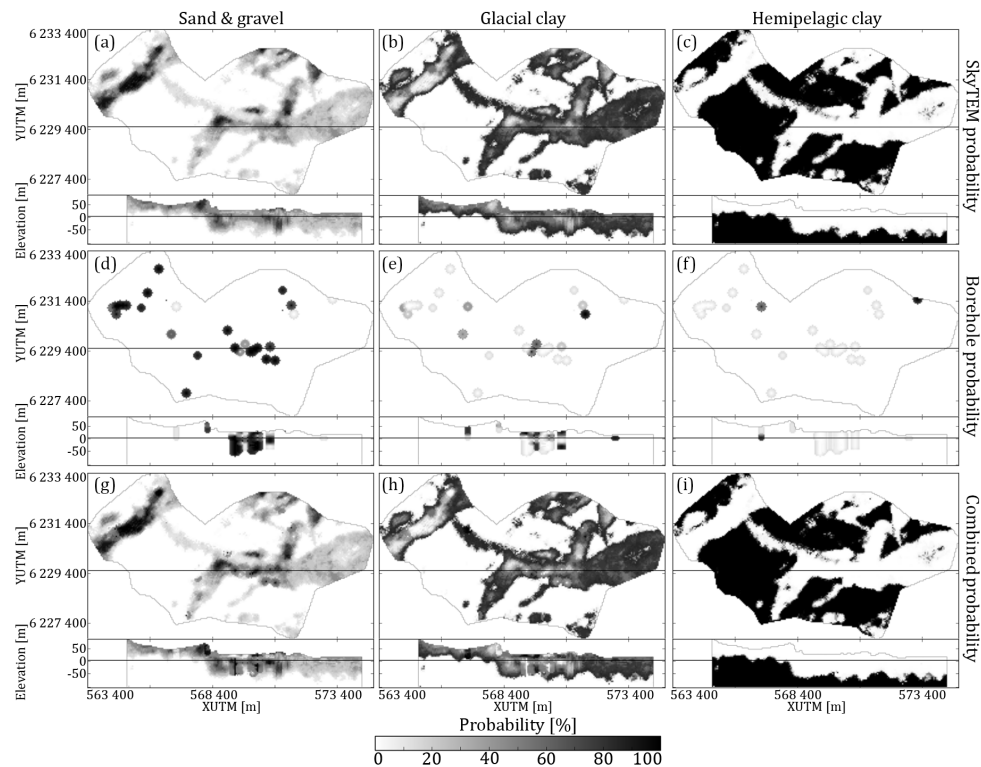 Sand & gravel Glacial clay Hemipelagic clay
6 233 400
(a) (b) (c)
6 231 400
YUTM [m]
6 229 400
6 227 400
SkyTEM probability
Elevation [m]
50
0
-50
6 233 400
(d) (e) (f)
6 231 400
YUTM [m]
6 229 400
6 227 400
Borehole probability
Elevation [m]
50
0
-50
6 233 400
(g) (h) (i)
6 231 400
YUTM [m]
6 229 400
6 227 400
Combined probability
Elevation [m]
50
0
-50
563 400 568 400 573 400 563 400 568 400 573 400 563 400 568 400 573 400
XUTM [m] XUTM [m] XUTM [m]
Probability [%]
0 20 40 60 80 100